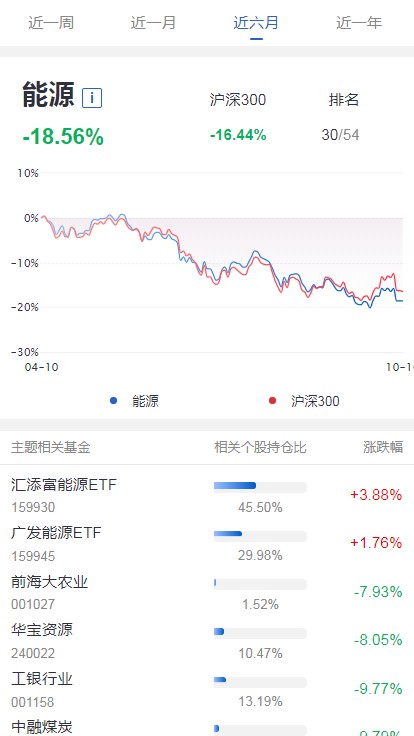 近一周 近一月 近六月 近一年
能源 i 沪深300 排名
-18.56% -16.44% 30/54
10%
0%
-10%
-20%
-30%
04-10 10-1
能源 沪深300
主题相关基金 相关个股持仓比 涨跌幅
汇添富能源ETF
159930 45.50% +3.88%
广发能源ETF
159945 29.98% +1.76%
前海大农业
001027 1.52% -7.93%
华宝资源
240022 10.47% -8.05%
工银行业
001158 13.19% -9.77%
中融煤炭